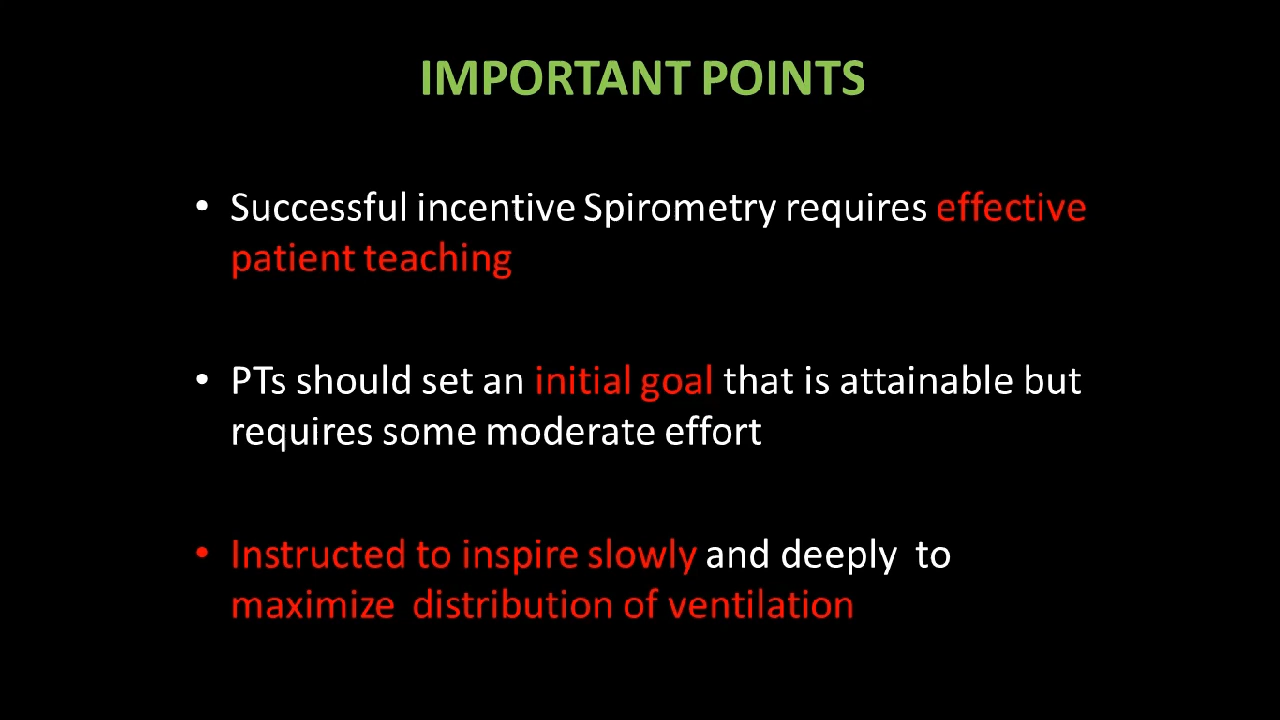 IMPORTANT POINTS
• Successful incentive Spirometry requires effective
patient teaching
• PTs should set an initial goal that is attainable but
requires some moderate effort
• Instructed to inspire slowly and deeply  to
maximize  distribution of ventilation